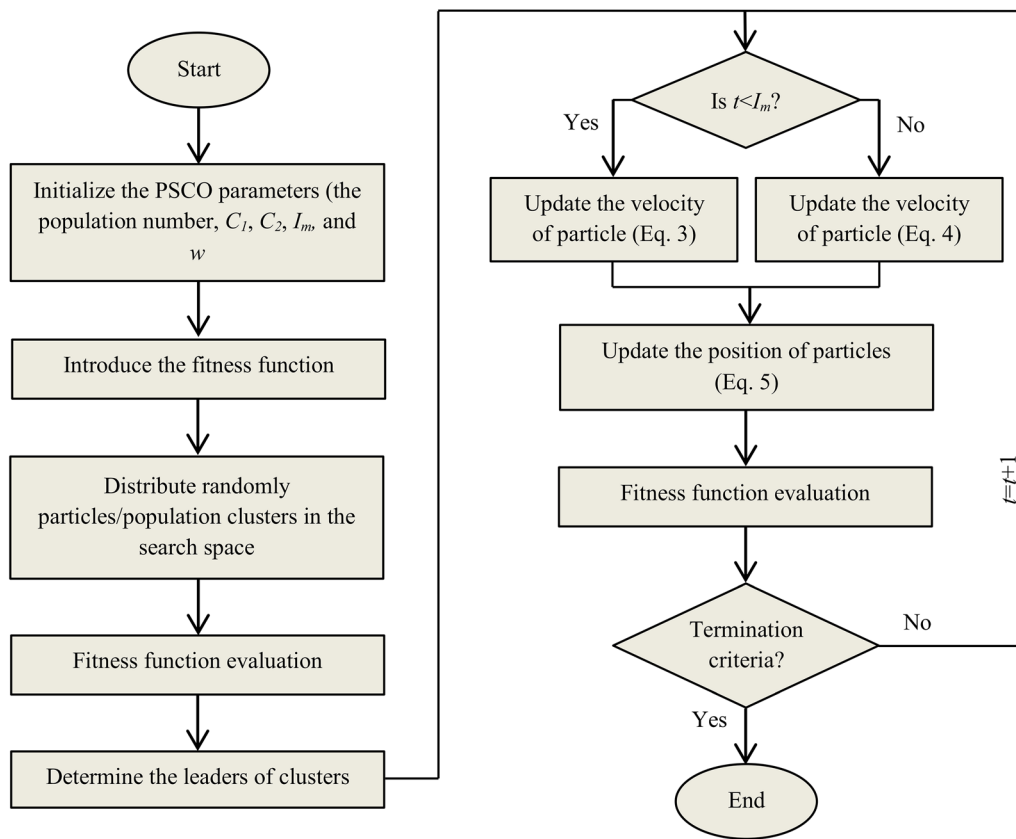 Start
Initialize the PSCO parameters (the
population number, C₁, C₂, Iₘ, and
w
Introduce the fitness function
Distribute randomly
particles/population clusters in the
search space
Fitness function evaluation
Determine the leaders of clusters
Is t<Iₘ?
Yes
No
Update the velocity
of particle (Eq. 3)
Update the velocity
of particle (Eq. 4)
Update the position of particles
(Eq. 5)
Fitness function evaluation
t=t+1
Termination
criteria?
No
Yes
End